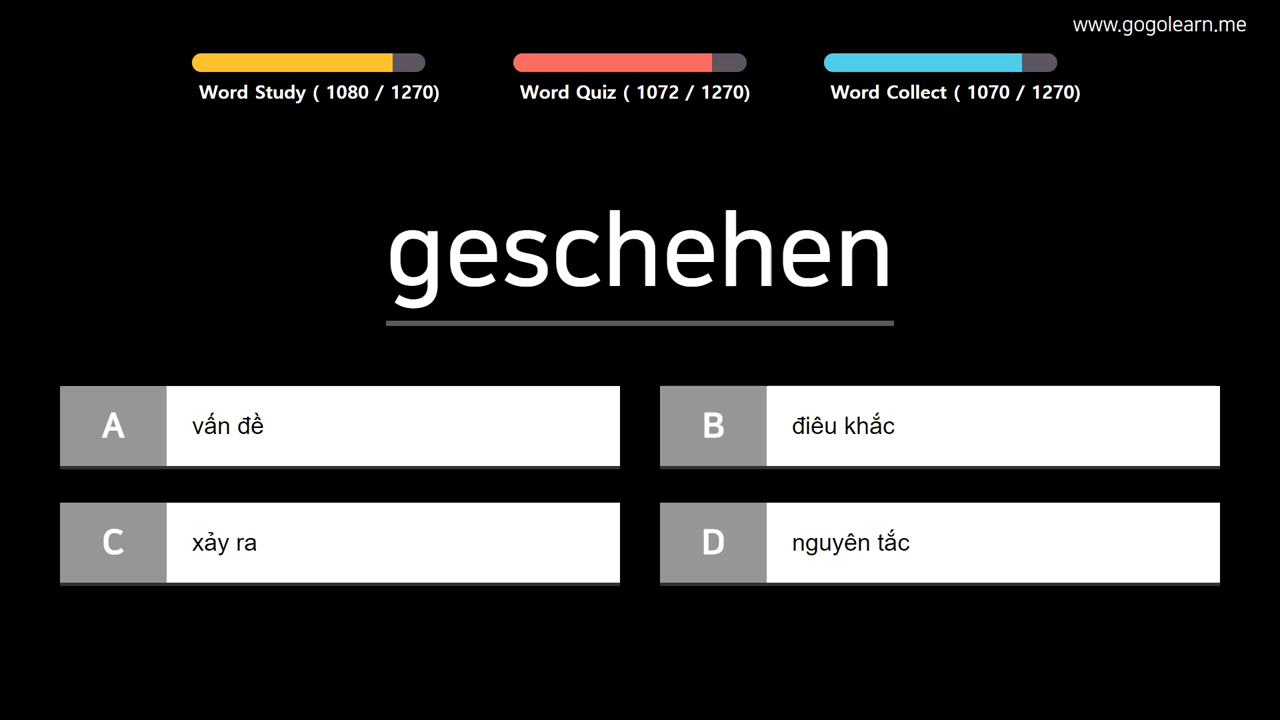 www.gogolearn.me
Word Study ( 1080 / 1270)
Word Quiz ( 1072 / 1270)
Word Collect ( 1070 / 1270)
geschehen
A vấn đề
B điêu khắc
C xảy ra
D nguyên tắc